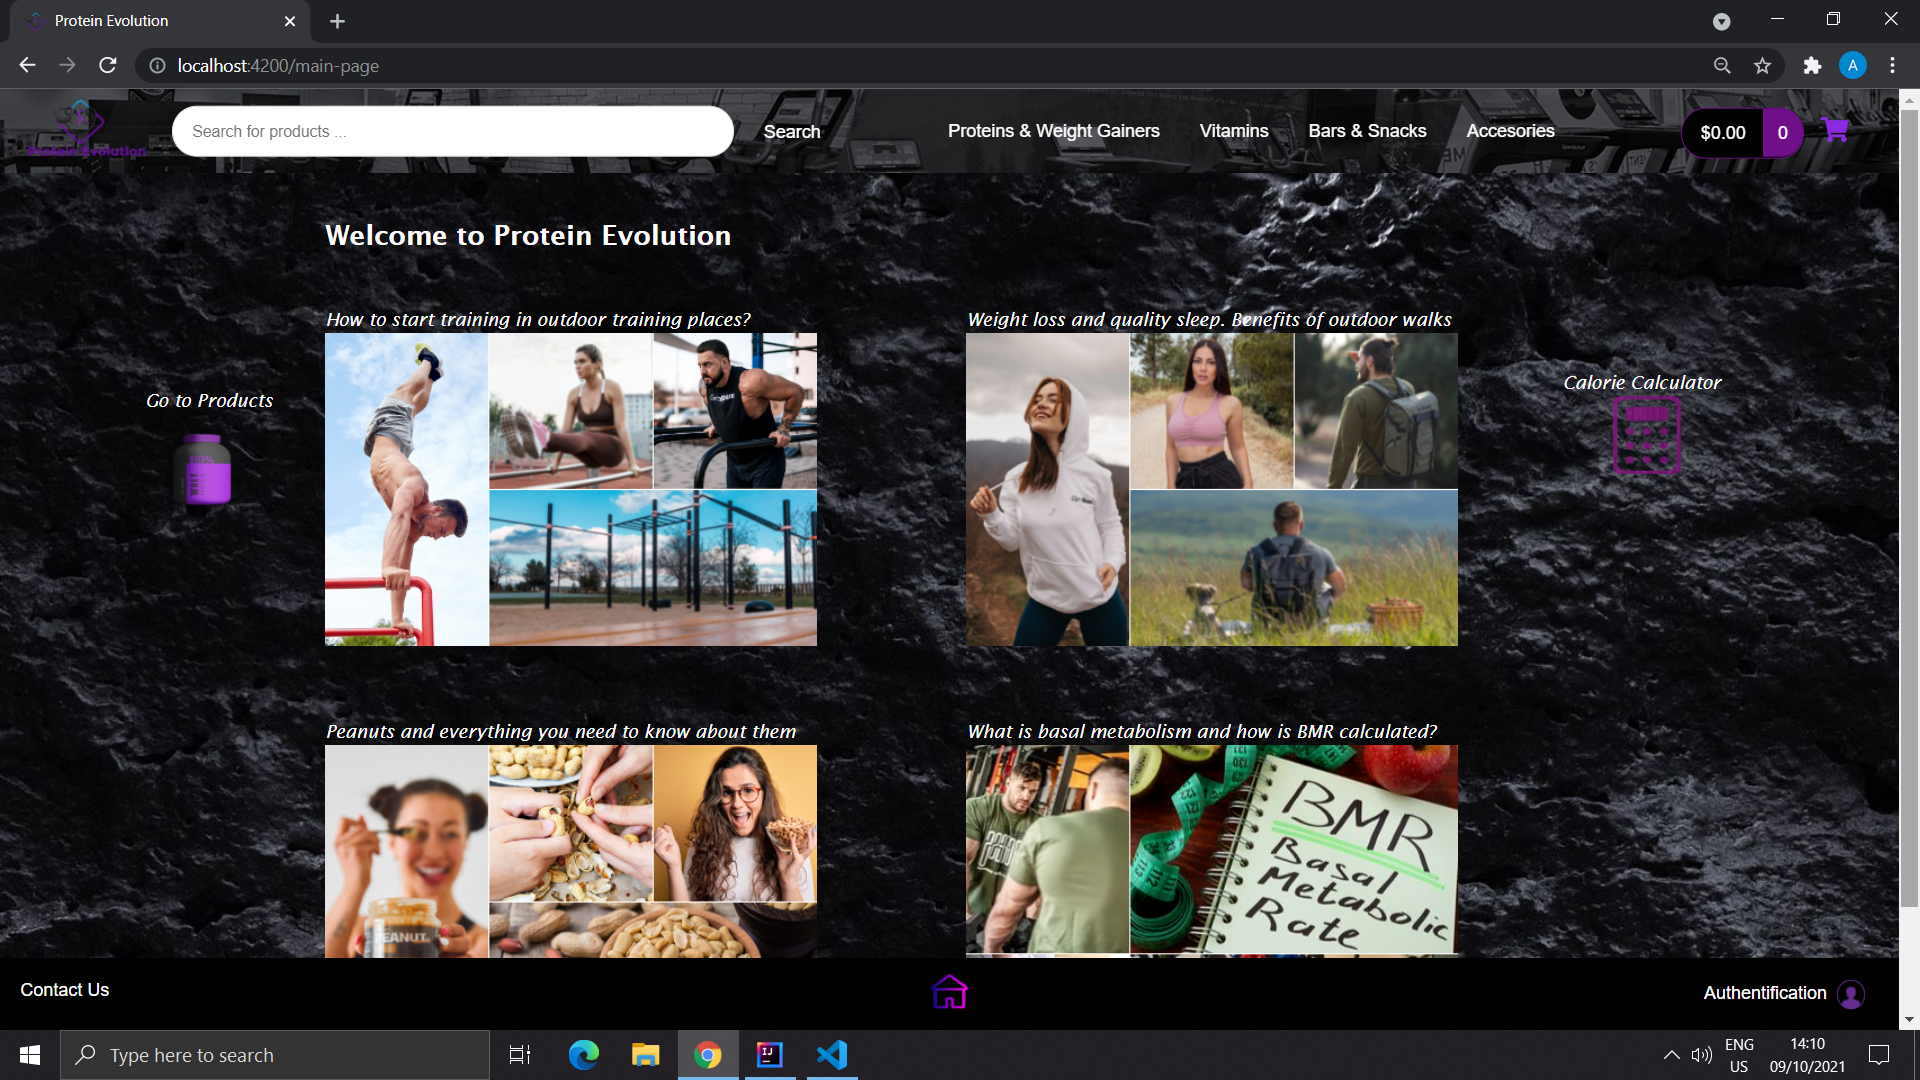 Protein Evolution
localhost:4200/main-page
A
Protein Evolution
Search for products ...
Search
Proteins & Weight Gainers
Vitamins
Bars & Snacks
Accesories
$0.00
0
Welcome to Protein Evolution
How to start training in outdoor training places?
Weight loss and quality sleep. Benefits of outdoor walks
Go to Products
WHEY
Calorie Calculator
Peanuts and everything you need to know about them
What is basal metabolism and how is BMR calculated?
PEANUT
BMR
Basal
Metabolic
Rate
Contact Us
Authentification
Type here to search
IJ
ENG
US
14:10
09/10/2021